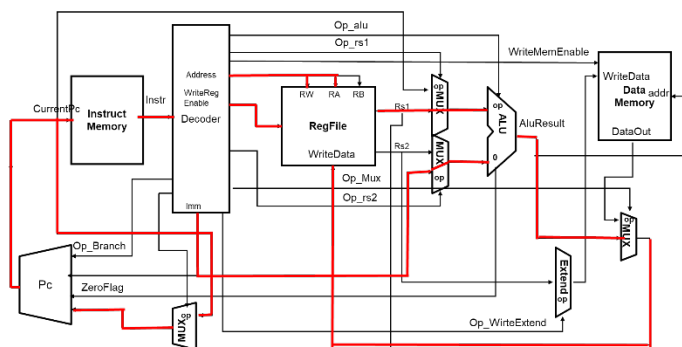 Op_alu
Op_rs1
WriteMemEnable
Address
WriteData
Instr
CurrentPc
Instruct
Memory
WriteReg
Enable
Decoder
RW RA RB
RegFile
WriteData
Rs1
Rs2
op
MUX
MUX
op
op
ALU
0
AluResult
Data
Memory
addr
DataOut
Op_Mux
Op_rs2
Imm
op
MUX
Op_Branch
Pc
ZeroFlag
Extend
op
Op_WirteExtend
op
MUX